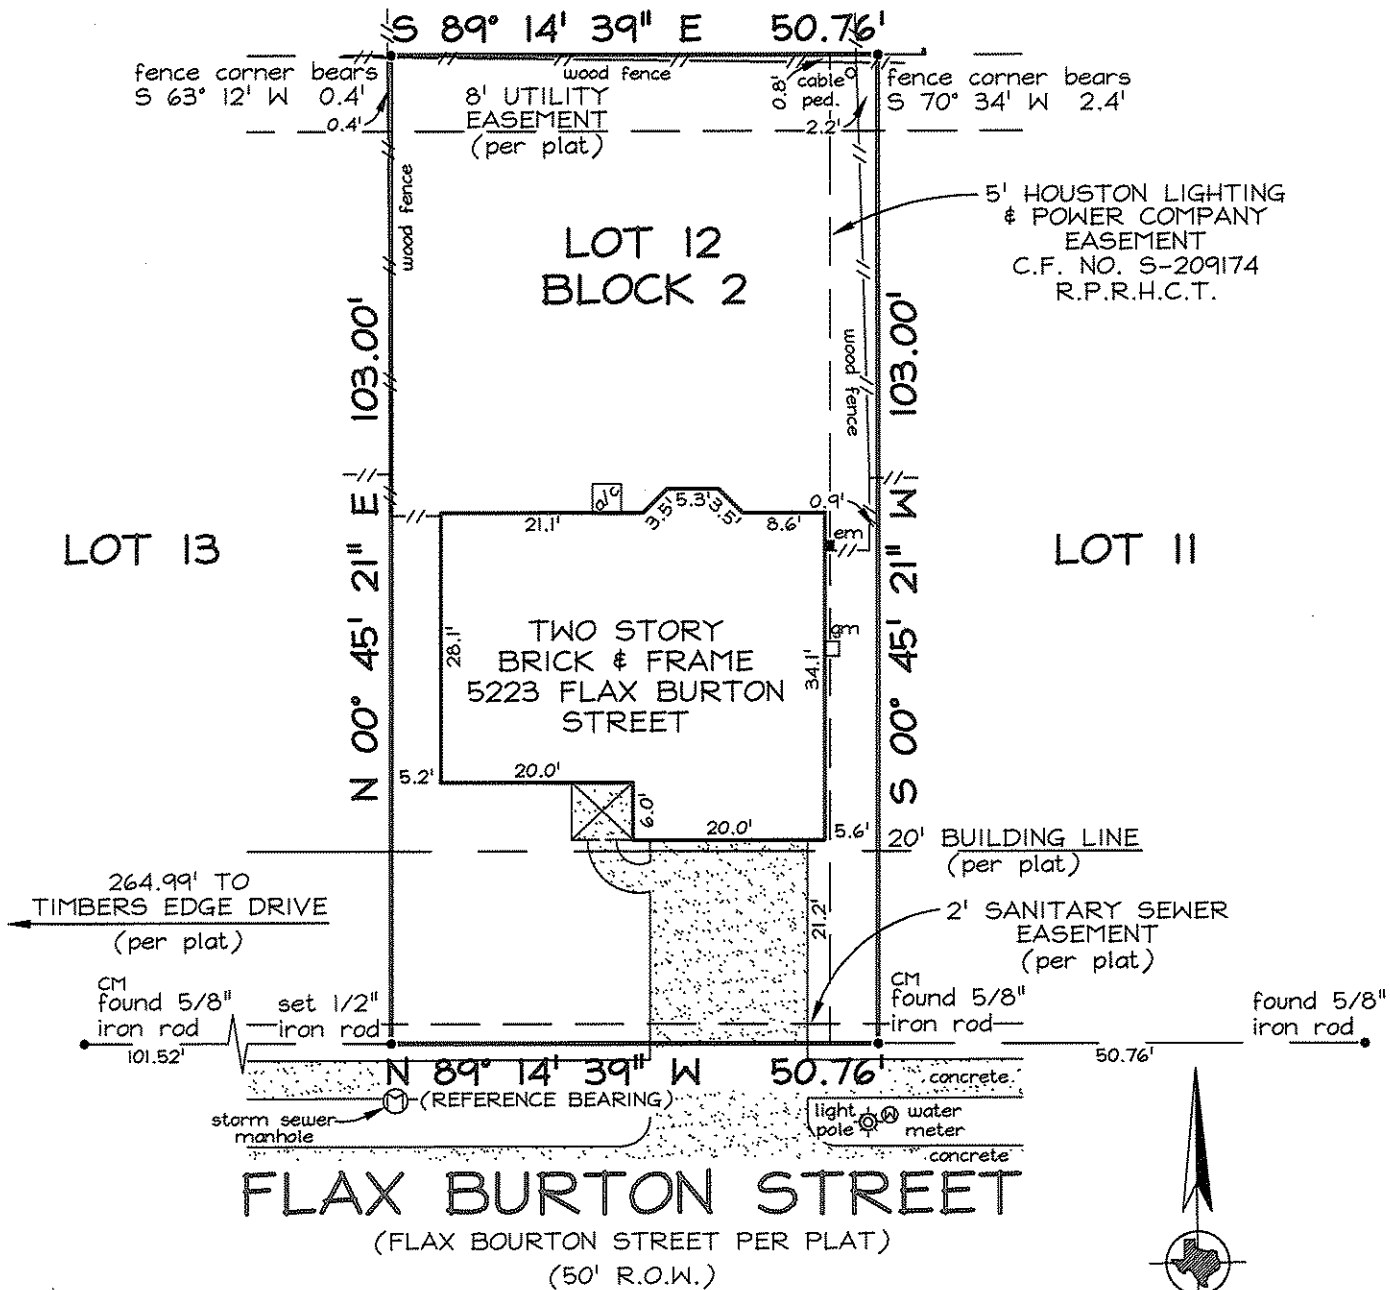 S 89° 14' 39" E 50.76'
fence corner bears
S 63° 12' W 0.4'
0.4'
wood fence
8' UTILITY
EASEMENT
(per plat)
0.8'
cable
ped.
2.2'
fence corner bears
S 70° 34' W 2.4'
wood fence
LOT 12
BLOCK 2
5' HOUSTON LIGHTING
& POWER COMPANY
EASEMENT
C.F. NO. S-209174
R.P.R.H.C.T.
N 00° 45' 21" E 103.00'
wood fence
S 00° 45' 21" W 103.00'
LOT 13
LOT 11
a/c
21.1'
3.5'
5.3'
3.5'
8.6'
0.9'
em
gm
28.1'
34.1'
TWO STORY
BRICK & FRAME
5223 FLAX BURTON
STREET
5.2'
20.0'
6.0'
20.0'
5.6'
20' BUILDING LINE
(per plat)
264.99' TO
TIMBERS EDGE DRIVE
(per plat)
21.2'
2' SANITARY SEWER
EASEMENT
(per plat)
CM
found 5/8"
iron rod
101.52'
set 1/2"
iron rod
CM
found 5/8"
iron rod
found 5/8"
iron rod
50.76'
N 89° 14' 39" W 50.76'
(REFERENCE BEARING)
M
storm sewer
manhole
concrete
light
pole
W
water
meter
concrete
FLAX BURTON STREET
(FLAX BOURTON STREET PER PLAT)
(50' R.O.W.)